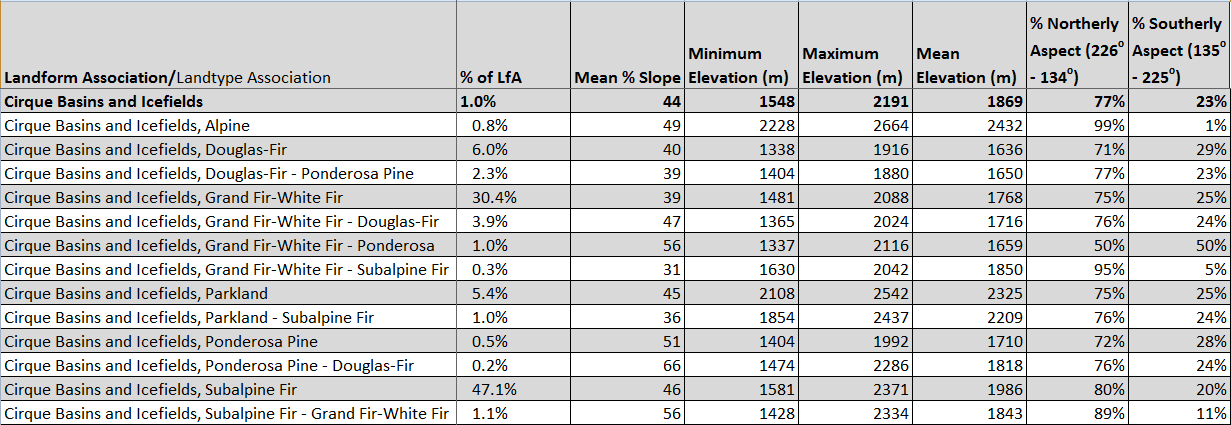 Landform Association/Landtype Association % of LfA Mean % Slope Minimum Elevation (m) Maximum Elevation (m) Mean Elevation (m) % Northerly Aspect (226⁰ - 134⁰) % Southerly Aspect (135⁰ - 225⁰)
Cirque Basins and Icefields 1.0% 44 1548 2191 1869 77% 23%
Cirque Basins and Icefields, Alpine 0.8% 49 2228 2664 2432 99% 1%
Cirque Basins and Icefields, Douglas-Fir 6.0% 40 1338 1916 1636 71% 29%
Cirque Basins and Icefields, Douglas-Fir - Ponderosa Pine 2.3% 39 1404 1880 1650 77% 23%
Cirque Basins and Icefields, Grand Fir-White Fir 30.4% 39 1481 2088 1768 75% 25%
Cirque Basins and Icefields, Grand Fir-White Fir - Douglas-Fir 3.9% 47 1365 2024 1716 76% 24%
Cirque Basins and Icefields, Grand Fir-White Fir - Ponderosa 1.0% 56 1337 2116 1659 50% 50%
Cirque Basins and Icefields, Grand Fir-White Fir - Subalpine Fir 0.3% 31 1630 2042 1850 95% 5%
Cirque Basins and Icefields, Parkland 5.4% 45 2108 2542 2325 75% 25%
Cirque Basins and Icefields, Parkland - Subalpine Fir 1.0% 36 1854 2437 2209 76% 24%
Cirque Basins and Icefields, Ponderosa Pine 0.5% 51 1404 1992 1710 72% 28%
Cirque Basins and Icefields, Ponderosa Pine - Douglas-Fir 0.2% 66 1474 2286 1818 76% 24%
Cirque Basins and Icefields, Subalpine Fir 47.1% 46 1581 2371 1986 80% 20%
Cirque Basins and Icefields, Subalpine Fir - Grand Fir-White Fir 1.1% 56 1428 2334 1843 89% 11%